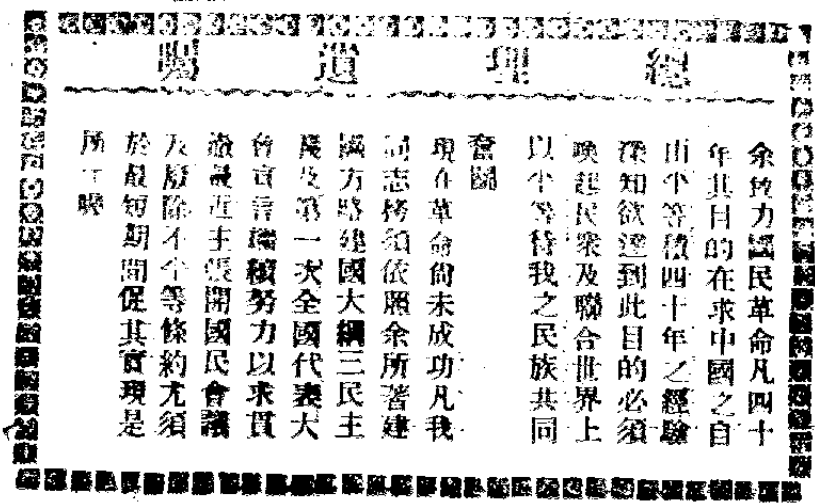 總理遺囑
余致力國民革命凡四十
年其目的在求中國之自
由平等積四十年之經驗
深知欲達到此目的必須
喚起民衆及聯合世界上
以平等待我之民族共同
奮鬭
現在革命尚未成功凡我
同志務須依照余所著建
國方略建國大綱三民主
義及第一次全國代表大
會宣言繼續努力以求貫
澈最近主張開國民會議
及廢除不平等條約尤須
於最短期間促其實現是
所至囑